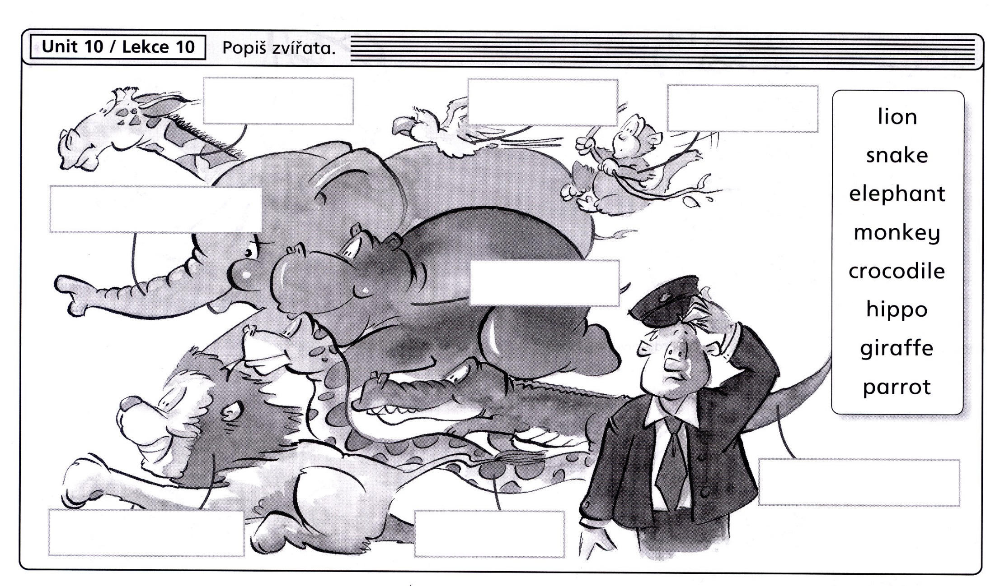 Unit 10 / Lekce 10 Popiš zvířata.
lion
snake
elephant
monkey
crocodile
hippo
giraffe
parrot